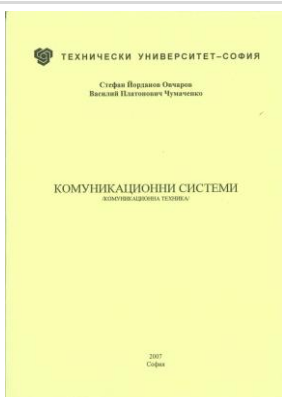 ТЕХНИЧЕСКИ УНИВЕРСИТЕТ–СОФИЯ
Стефан Йорданов Овчаров
Василий Платонович Чумаченко
КОМУНИКАЦИОННИ СИСТЕМИ
/КОМУНИКАЦИОННА ТЕХНИКА/
2007
София